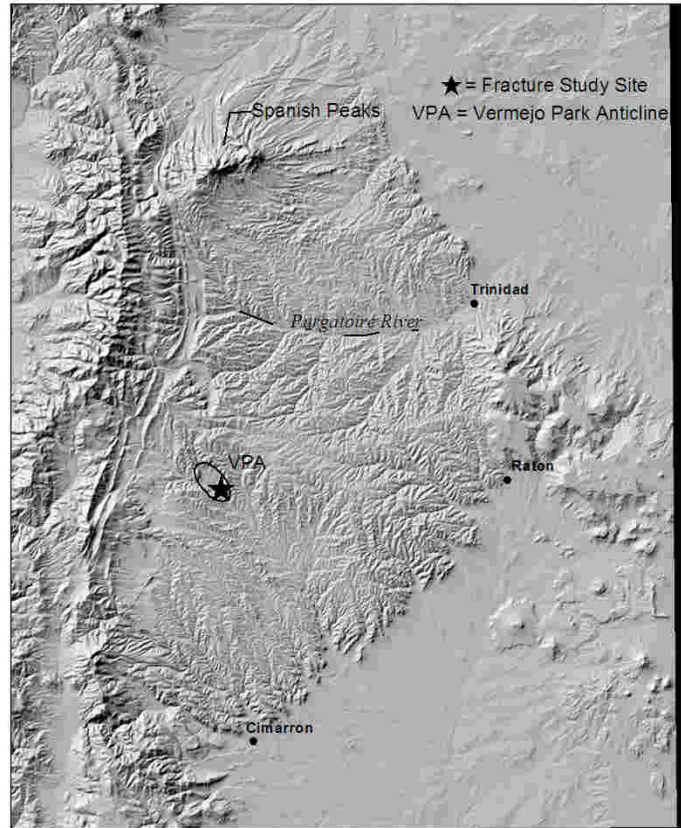 ★ = Fracture Study Site
Spanish Peaks
VPA = Vermejo Park Anticline
Trinidad
Purgatoire River
VPA
Raton
Cimarron